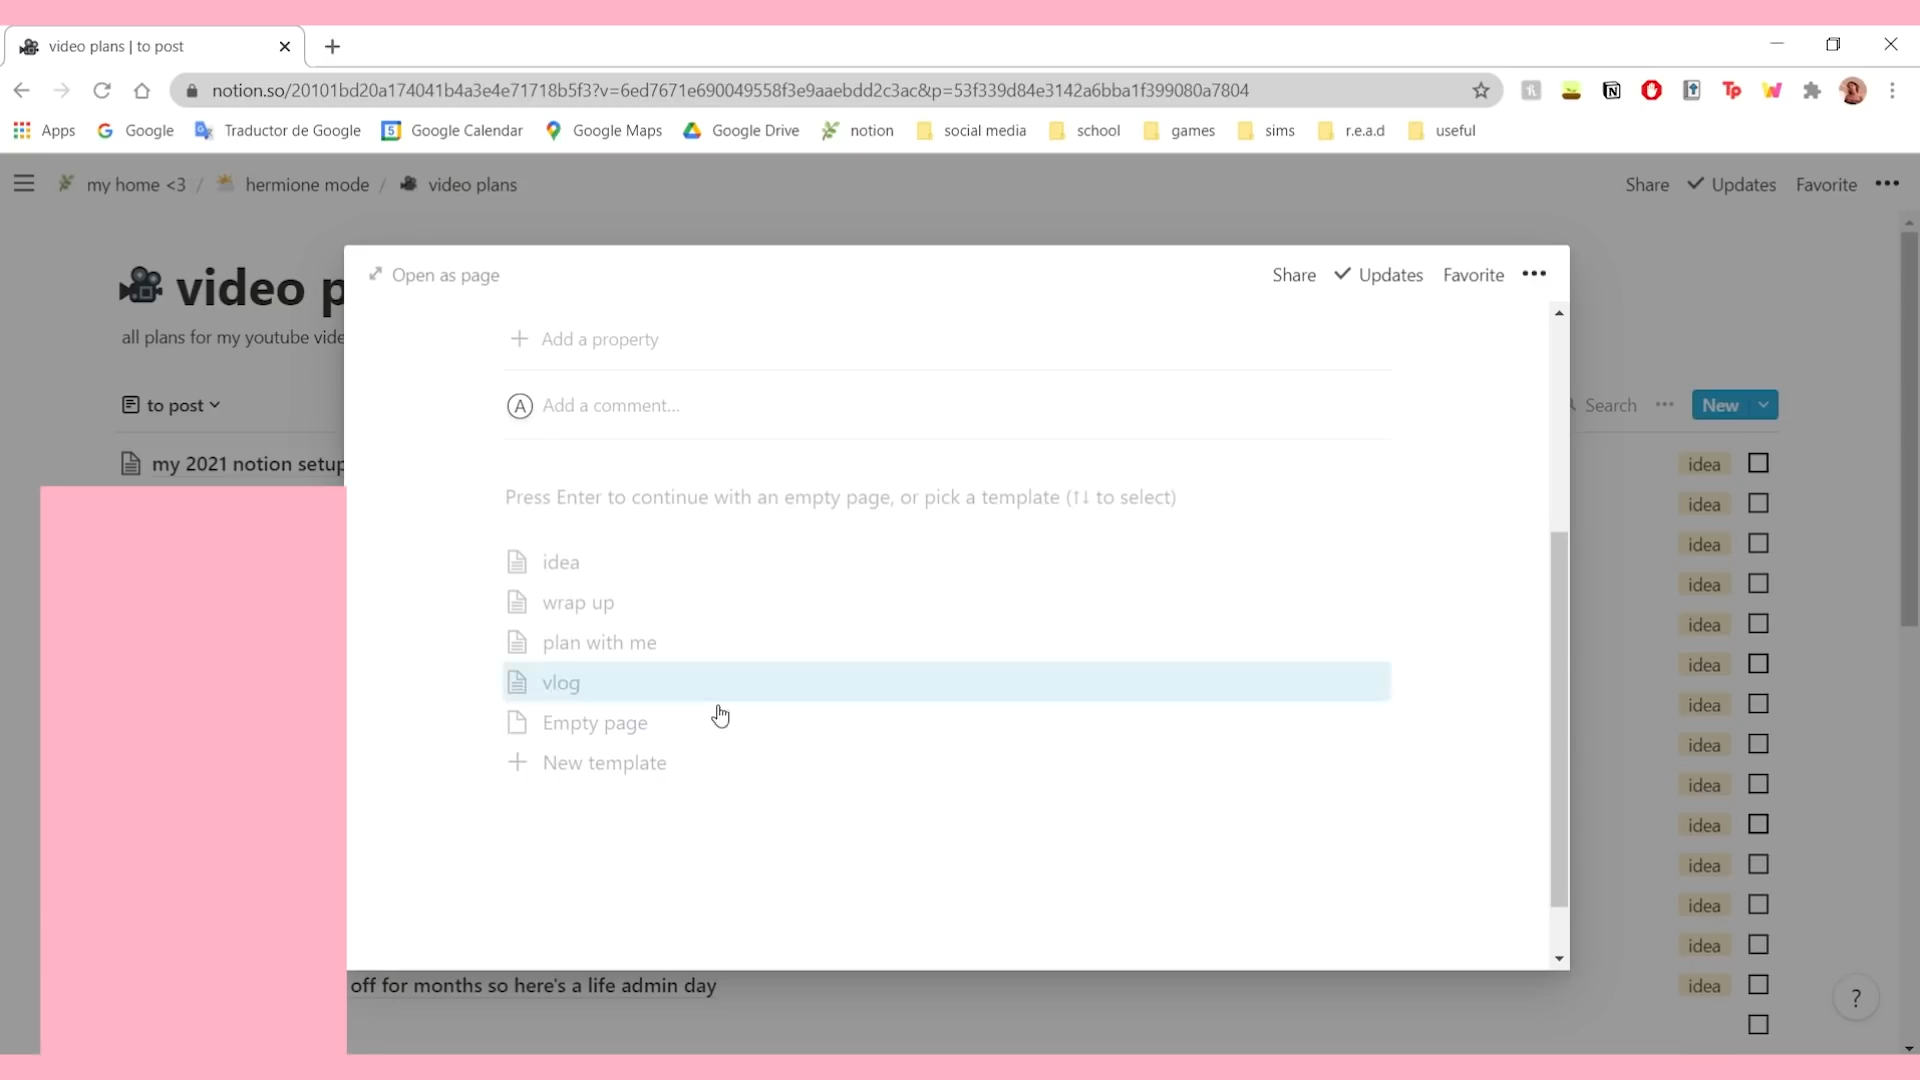 video plans | to post
notion.so/20101bd20a174041b4a3e4e71718b5f3?v=6ed7671e690049558f3e9aaebdd2c3ac&p=53f339d84e3142a6bba1f399080a7804
Apps Google Traductor de Google Google Calendar Google Maps Google Drive notion social media school games sims r.e.a.d useful
my home <3 / hermione mode / video plans Share Updates Favorite
video p
all plans for my youtube vide
to post Search New
my 2021 notion setup
Open as page Share Updates Favorite
Add a property
A Add a comment...
Press Enter to continue with an empty page, or pick a template (↑↓ to select)
idea
wrap up
plan with me
vlog
Empty page
New template
idea
idea
idea
idea
idea
idea
idea
idea
idea
idea
idea
idea
idea
off for months so here's a life admin day idea
?